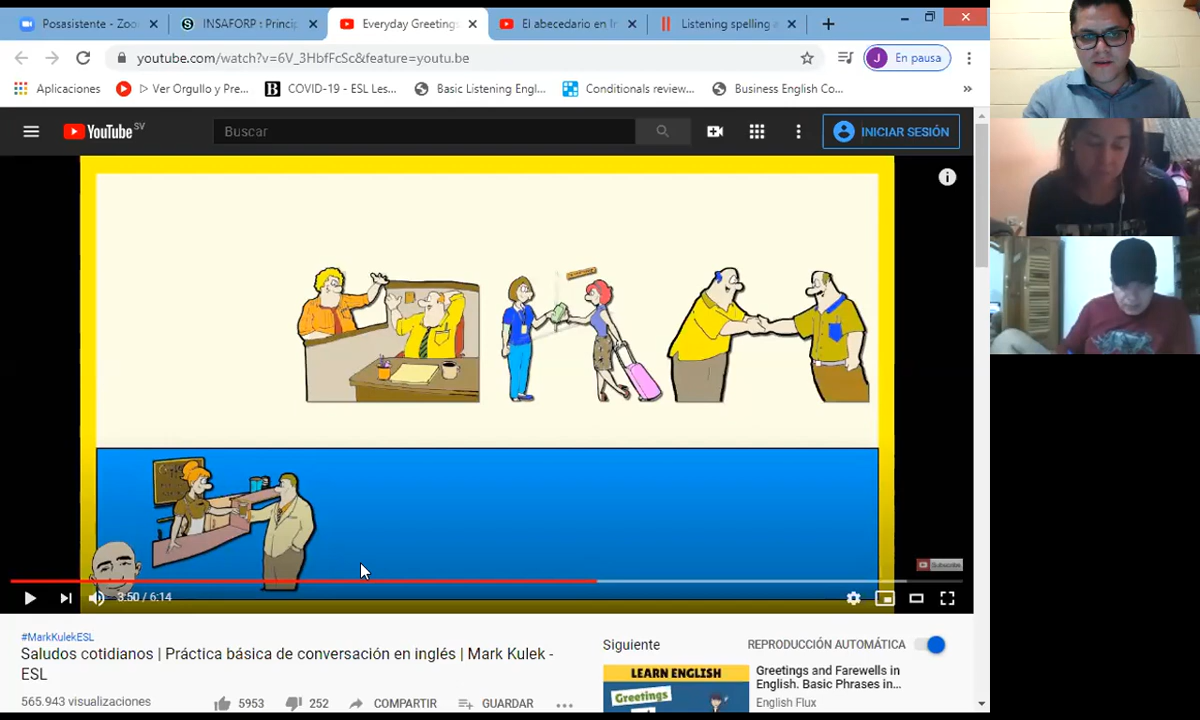 Posasistente - Zoo
INSAFORP : Princip
Everyday Greetings
El abecedario en In
Listening spelling a
youtube.com/watch?v=6V_3HbfFcSc&feature=youtu.be
J En pausa
Aplicaciones
▷ Ver Orgullo y Pre...
B COVID-19 - ESL Les...
Basic Listening Engl...
Conditionals review...
Business English Co...
»
YouTube SV
Buscar
INICIAR SESIÓN
3:50 / 6:14
#MarkKulekESL
Saludos cotidianos | Práctica básica de conversación en inglés | Mark Kulek -
ESL
565.943 visualizaciones
5953
252
COMPARTIR
GUARDAR
Siguiente
REPRODUCCIÓN AUTOMÁTICA
LEARN ENGLISH
Greetings
Greetings and Farewells in
English. Basic Phrases in...
English Flux